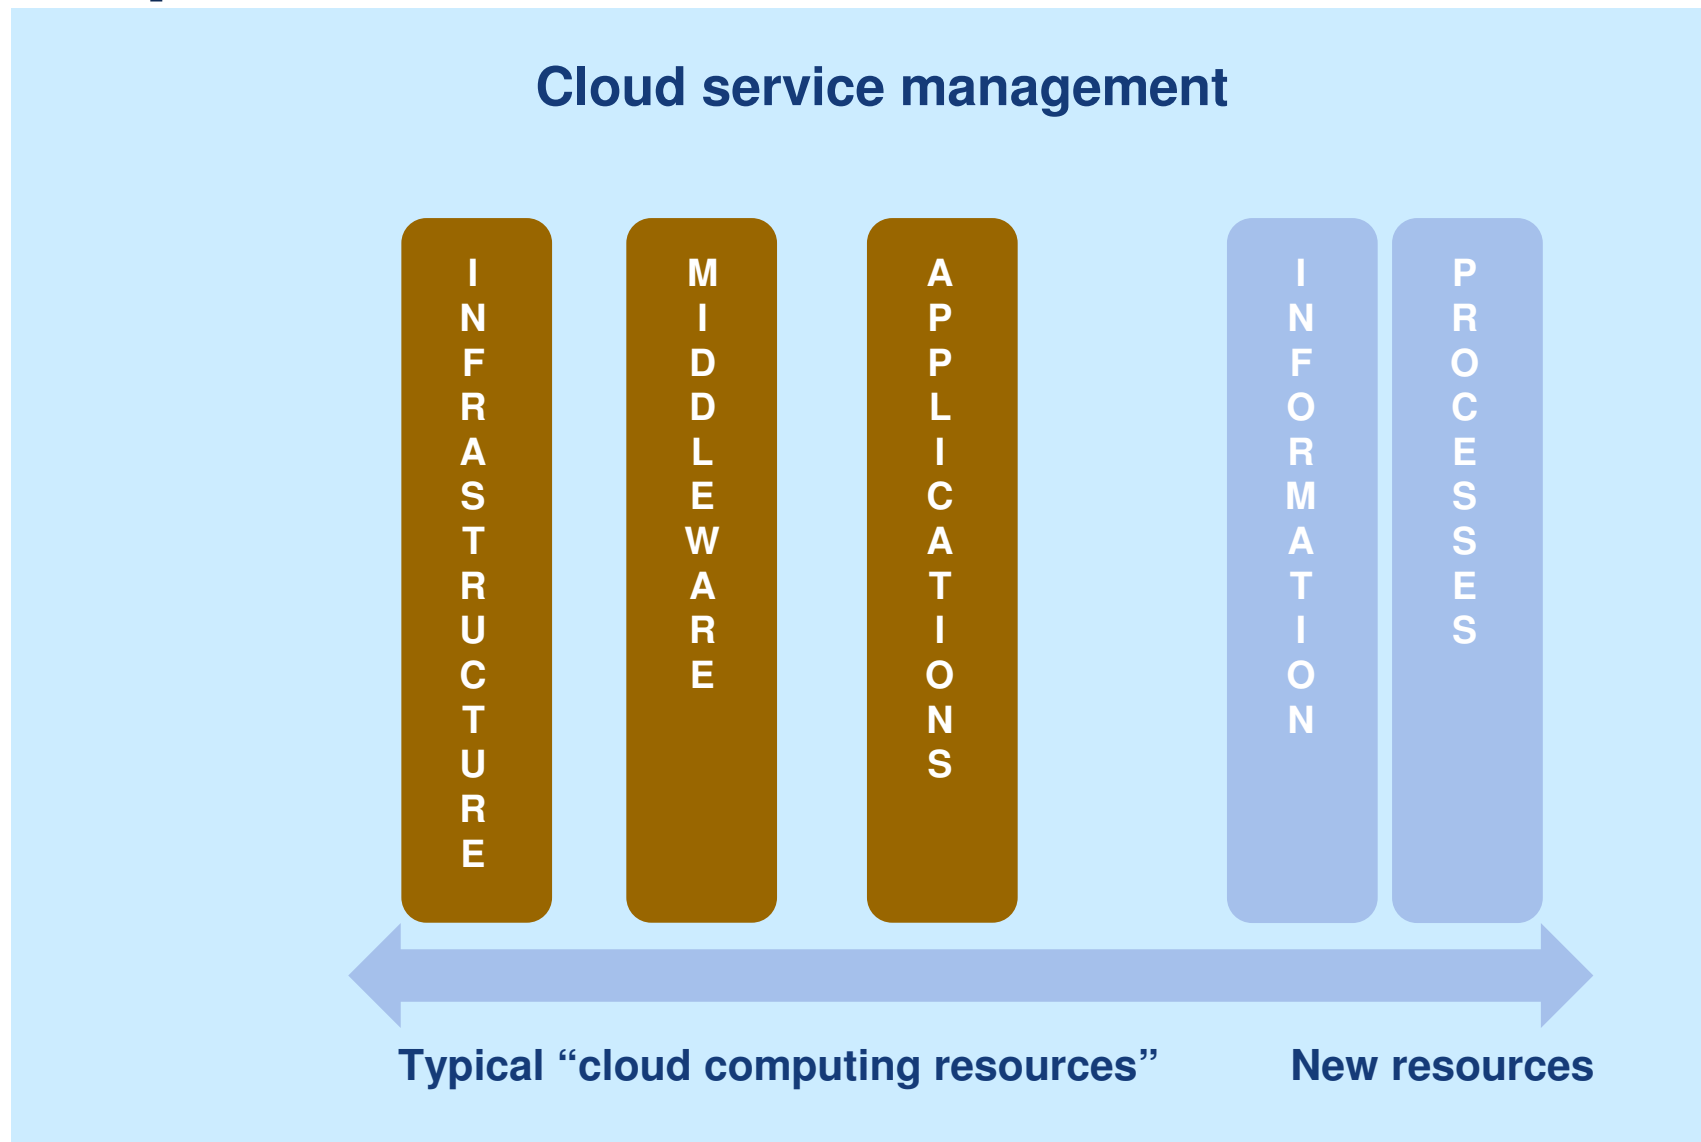 Cloud service management
INFRASTRUCTURE
MIDDLEWARE
APPLICATIONS
INFORMATION
PROCESSES
Typical “cloud computing resources”
New resources